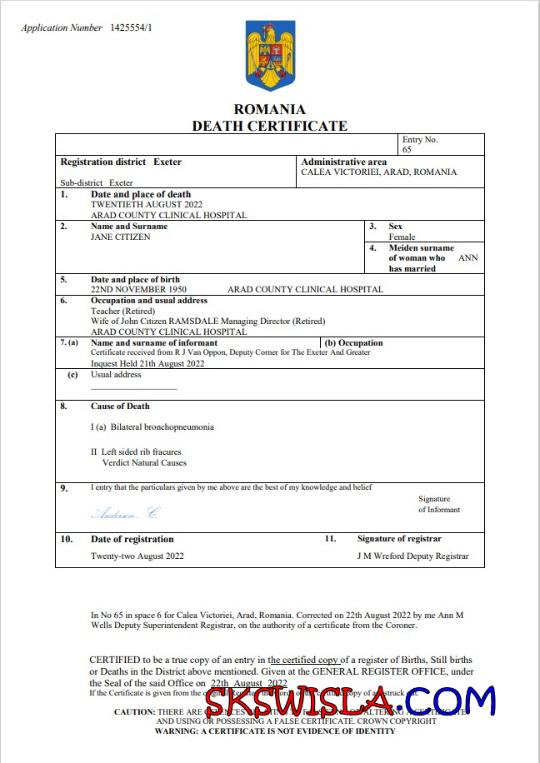 Application Number 1425554/1
ROMANIA
DEATH CERTIFICATE
Entry No.
65
Registration district Exeter
Sub-district Exeter
Administrative area
CALEA VICTORIEI, ARAD, ROMANIA
1. Date and place of death
TWENTIETH AUGUST 2022
ARAD COUNTY CLINICAL HOSPITAL
2. Name and Surname
JANE CITIZEN
3. Sex
Female
4. Meiden surname
of woman who ANN
has married
5. Date and place of birth
22ND NOVEMBER 1950 ARAD COUNTY CLINICAL HOSPITAL
6. Occupation and usual address
Teacher (Retired)
Wife of John Citizen RAMSDALE Managing Director (Retired)
ARAD COUNTY CLINICAL HOSPITAL
7. (a) Name and surname of informant (b) Occupation
Certificate received from R J Van Oppon, Deputy Corner for The Exeter And Greater
Inquest Held 21th August 2022
(c) Usual address
8. Cause of Death
I (a) Bilateral bronchopneumonia
II Left sided rib fracures
Verdict Natural Causes
9. I entry that the particulars given by me above are the best of my knowledge and belief
Anderson. C.
Signature
of Informant
10. Date of registration
Twenty-two August 2022
11. Signature of registrar
J M Wreford Deputy Registrar
In No 65 in space 6 for Calea Victoriei, Arad, Romania. Corrected on 22th August 2022 by me Ann M
Wells Deputy Superintendent Registrar, on the authority of a certificate from the Coroner.
CERTIFIED to be a true copy of an entry in the certified copy of a register of Births, Still births
or Deaths in the District above mentioned. Given at the GENERAL REGISTER OFFICE, under
the Seal of the said Office on 22th August 2022
If the Certificate is given from the original
SKSWISLA.COM
CAUTION: THERE ARE
AND USING OR POSSESSING A FALSE CERTIFICATE. CROWN COPYRIGHT
WARNING: A CERTIFICATE IS NOT EVIDENCE OF IDENTITY